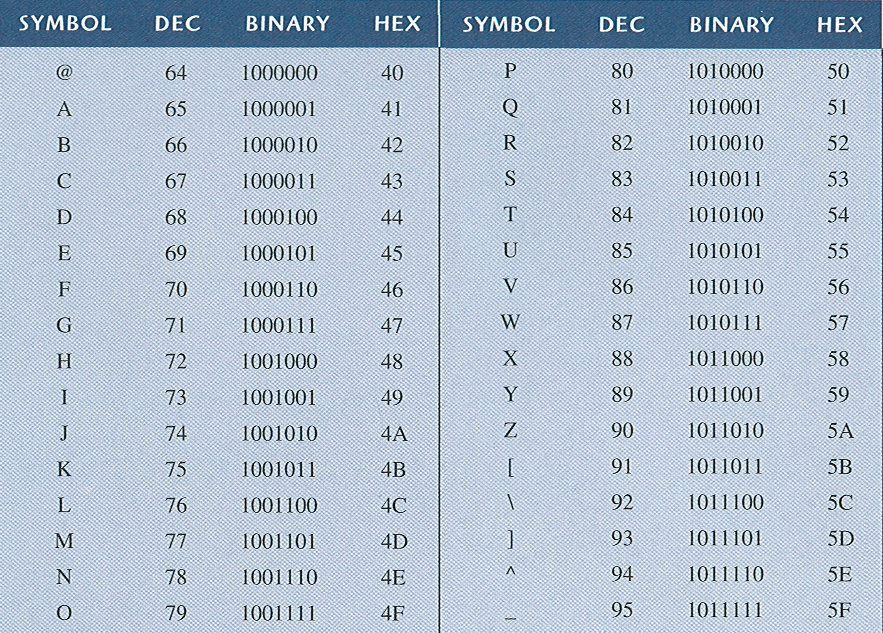 SYMBOL DEC BINARY HEX SYMBOL DEC BINARY HEX
@ 64 1000000 40 P 80 1010000 50
A 65 1000001 41 Q 81 1010001 51
B 66 1000010 42 R 82 1010010 52
C 67 1000011 43 S 83 1010011 53
D 68 1000100 44 T 84 1010100 54
E 69 1000101 45 U 85 1010101 55
F 70 1000110 46 V 86 1010110 56
G 71 1000111 47 W 87 1010111 57
H 72 1001000 48 X 88 1011000 58
I 73 1001001 49 Y 89 1011001 59
J 74 1001010 4A Z 90 1011010 5A
K 75 1001011 4B [ 91 1011011 5B
L 76 1001100 4C \ 92 1011100 5C
M 77 1001101 4D ] 93 1011101 5D
N 78 1001110 4E ^ 94 1011110 5E
O 79 1001111 4F _ 95 1011111 5F